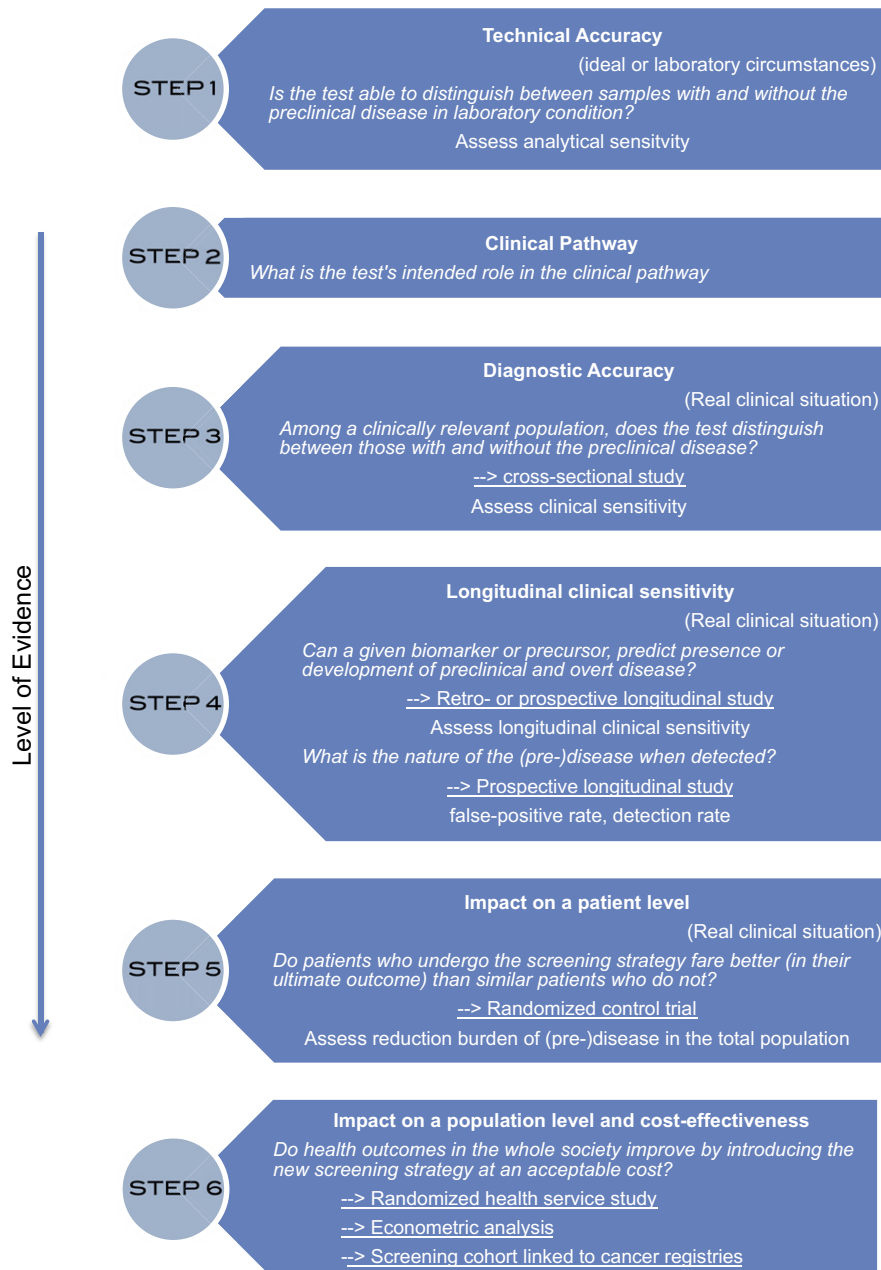 STEP 1
Technical Accuracy
(ideal or laboratory circumstances)
Is the test able to distinguish between samples with and without the
preclinical disease in laboratory condition?
Assess analytical sensitvity
STEP 2
Clinical Pathway
What is the test's intended role in the clinical pathway
STEP 3
Diagnostic Accuracy
(Real clinical situation)
Among a clinically relevant population, does the test distinguish
between those with and without the preclinical disease?
--> cross-sectional study
Assess clinical sensitivity
Level of Evidence
STEP 4
Longitudinal clinical sensitivity
(Real clinical situation)
Can a given biomarker or precursor, predict presence or
development of preclinical and overt disease?
--> Retro- or prospective longitudinal study
Assess longitudinal clinical sensitivity
What is the nature of the (pre-)disease when detected?
--> Prospective longitudinal study
false-positive rate, detection rate
STEP 5
Impact on a patient level
(Real clinical situation)
Do patients who undergo the screening strategy fare better (in their
ultimate outcome) than similar patients who do not?
--> Randomized control trial
Assess reduction burden of (pre-)disease in the total population
STEP 6
Impact on a population level and cost-effectiveness
Do health outcomes in the whole society improve by introducing the
new screening strategy at an acceptable cost?
--> Randomized health service study
--> Econometric analysis
--> Screening cohort linked to cancer registries